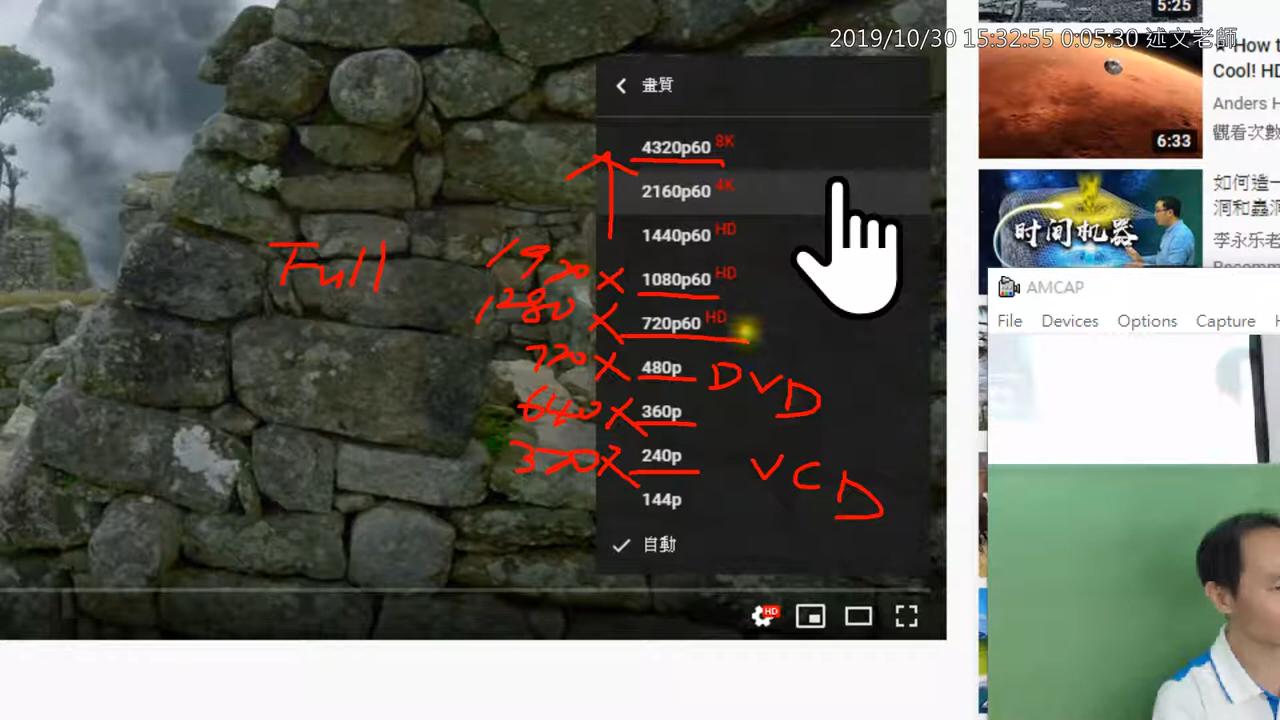 5:25
2019/10/30 15:32:55 0:05:30 述文老師
How t
Cool! HD
Anders H
觀看次數
6:33
畫質
4320p60 8K
2160p60 4K
1440p60 HD
1920 × 1080p60 HD
Full
1280 × 720p60 HD
720 × 480p DVD
640 × 360p
320 × 240p VCD
144p
自動
HD
如何造一
洞和蟲洞
李永乐老
Recomm
时间机器
AMCAP
File Devices Options Capture H